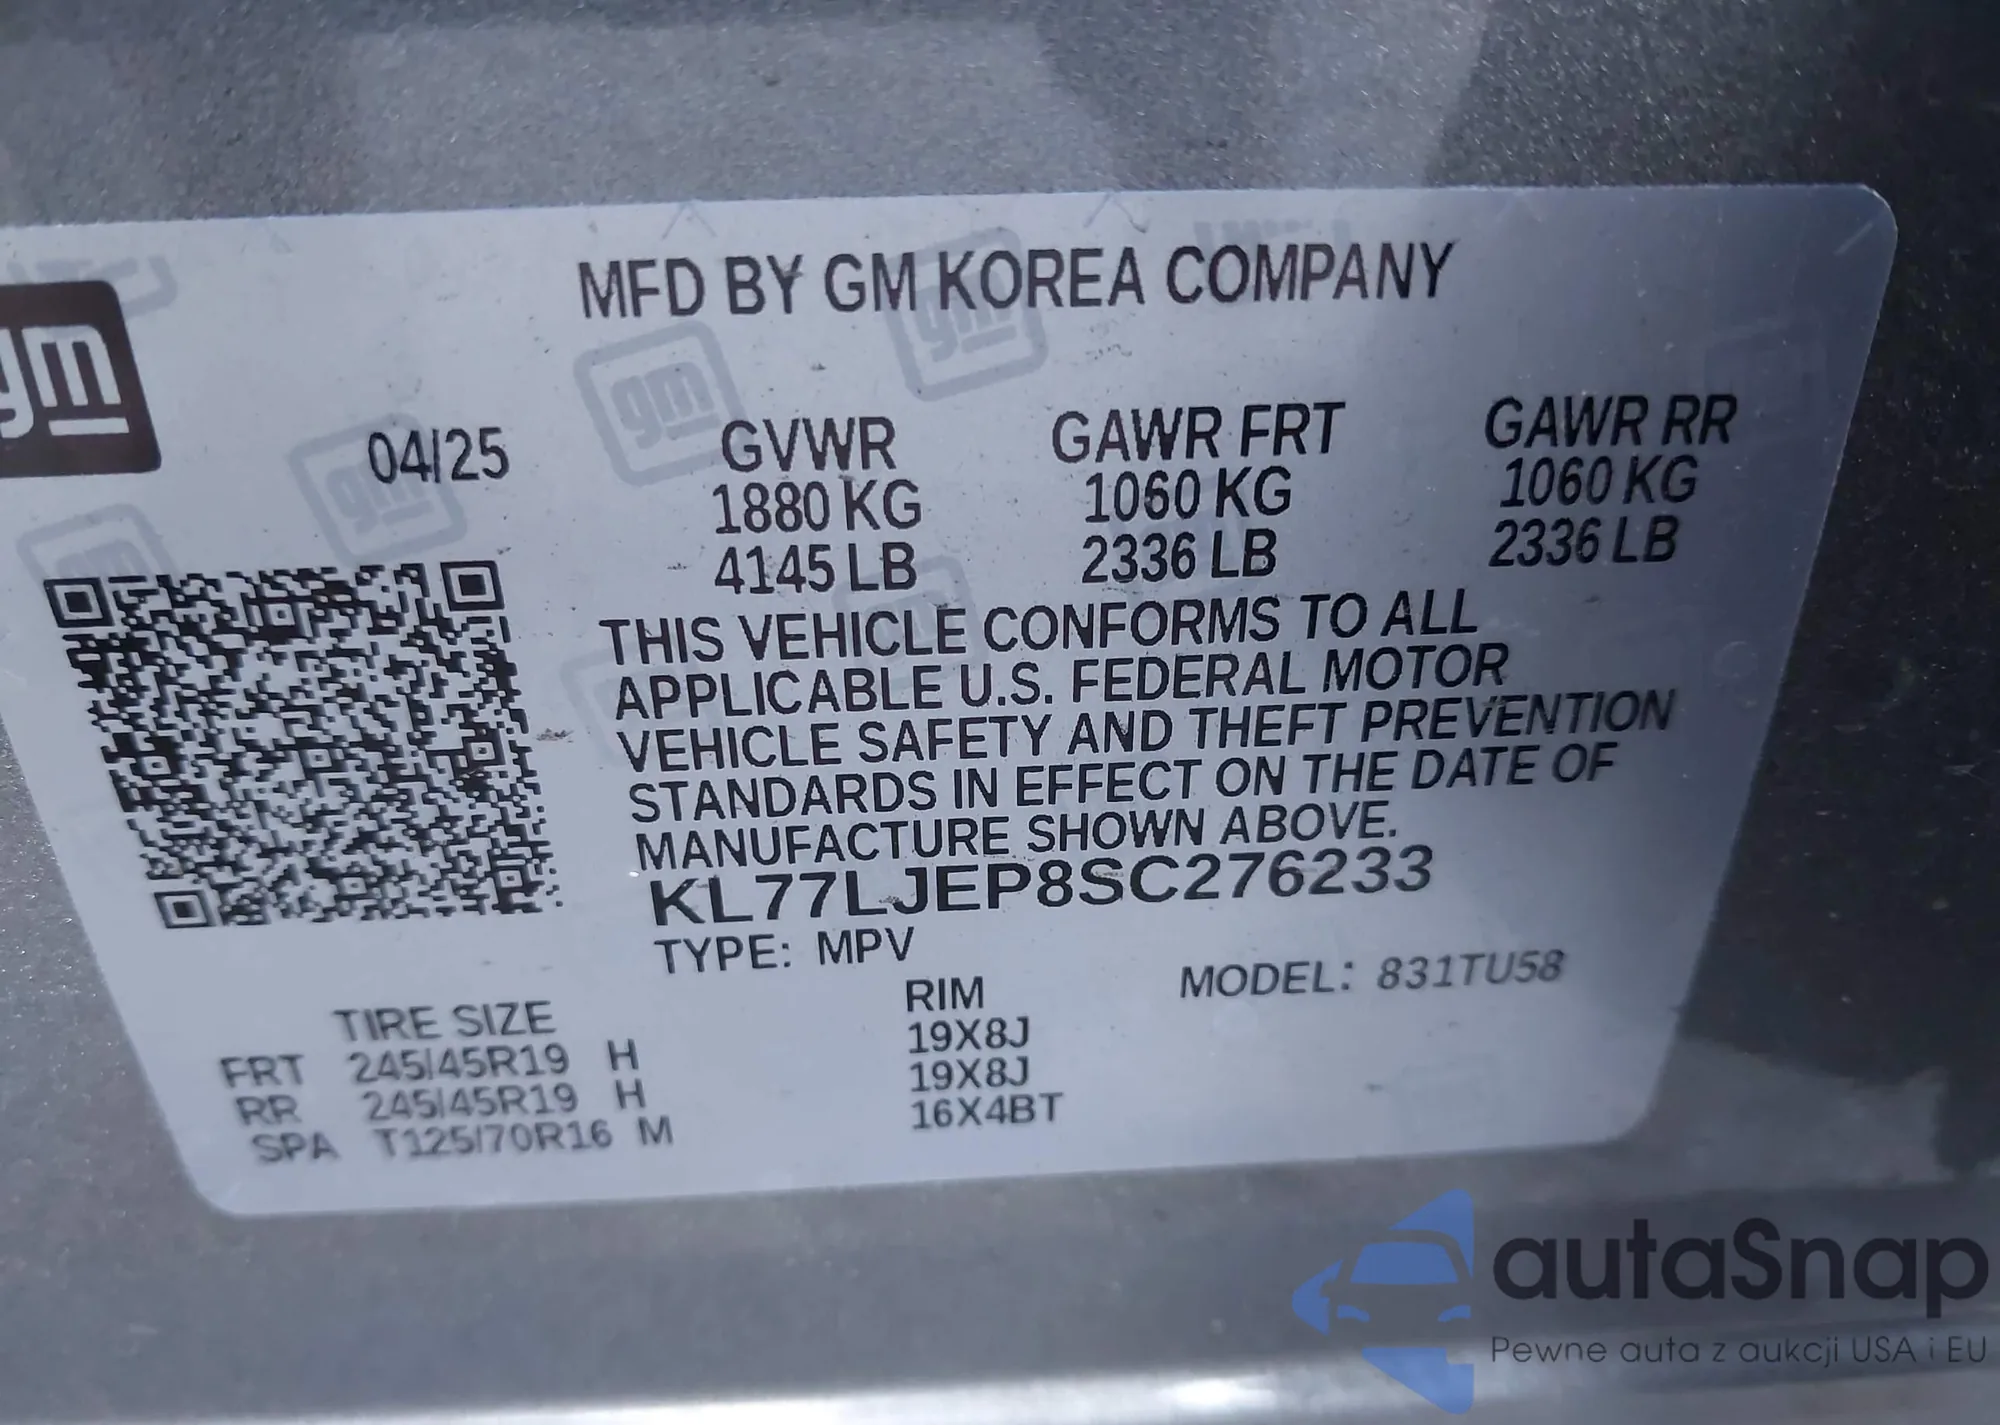 MFD BY GM KOREA COMPANY
gm
04/25
GVWR GAWR FRT GAWR RR
1880 KG 1060 KG 1060 KG
4145 LB 2336 LB 2336 LB
THIS VEHICLE CONFORMS TO ALL
APPLICABLE U.S. FEDERAL MOTOR
VEHICLE SAFETY AND THEFT PREVENTION
STANDARDS IN EFFECT ON THE DATE OF
MANUFACTURE SHOWN ABOVE.
KL77LJEP8SC276233
TYPE: MPV
MODEL: 831TU58
TIRE SIZE RIM
FRT 245/45R19 H 19X8J
RR 245/45R19 H 19X8J
SPA T125/70R16 M 16X4BT
autaSnap
Pewne auta z aukcji USA i EU